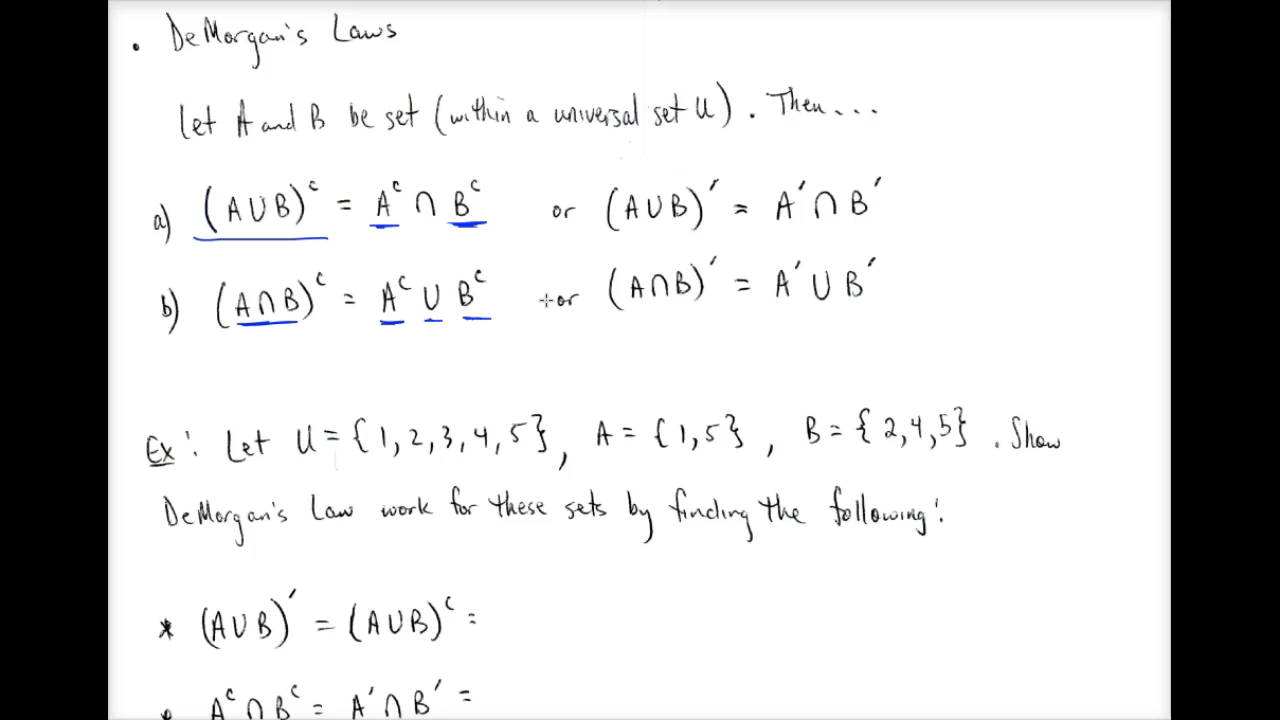 • DeMorgan's Laws
Let A and B be set (within a universal set U). Then...
a) (A∪B)ᶜ = Aᶜ ∩ Bᶜ or (A∪B)′ = A′ ∩ B′
b) (A∩B)ᶜ = Aᶜ ∪ Bᶜ or (A∩B)′ = A′ ∪ B′
Ex: Let U = {1,2,3,4,5}, A = {1,5}, B = {2,4,5}. Show
DeMorgan's Law work for these sets by finding the following:
* (A∪B)′ = (A∪B)ᶜ =
• Aᶜ ∩ Bᶜ = A′ ∩ B′ =